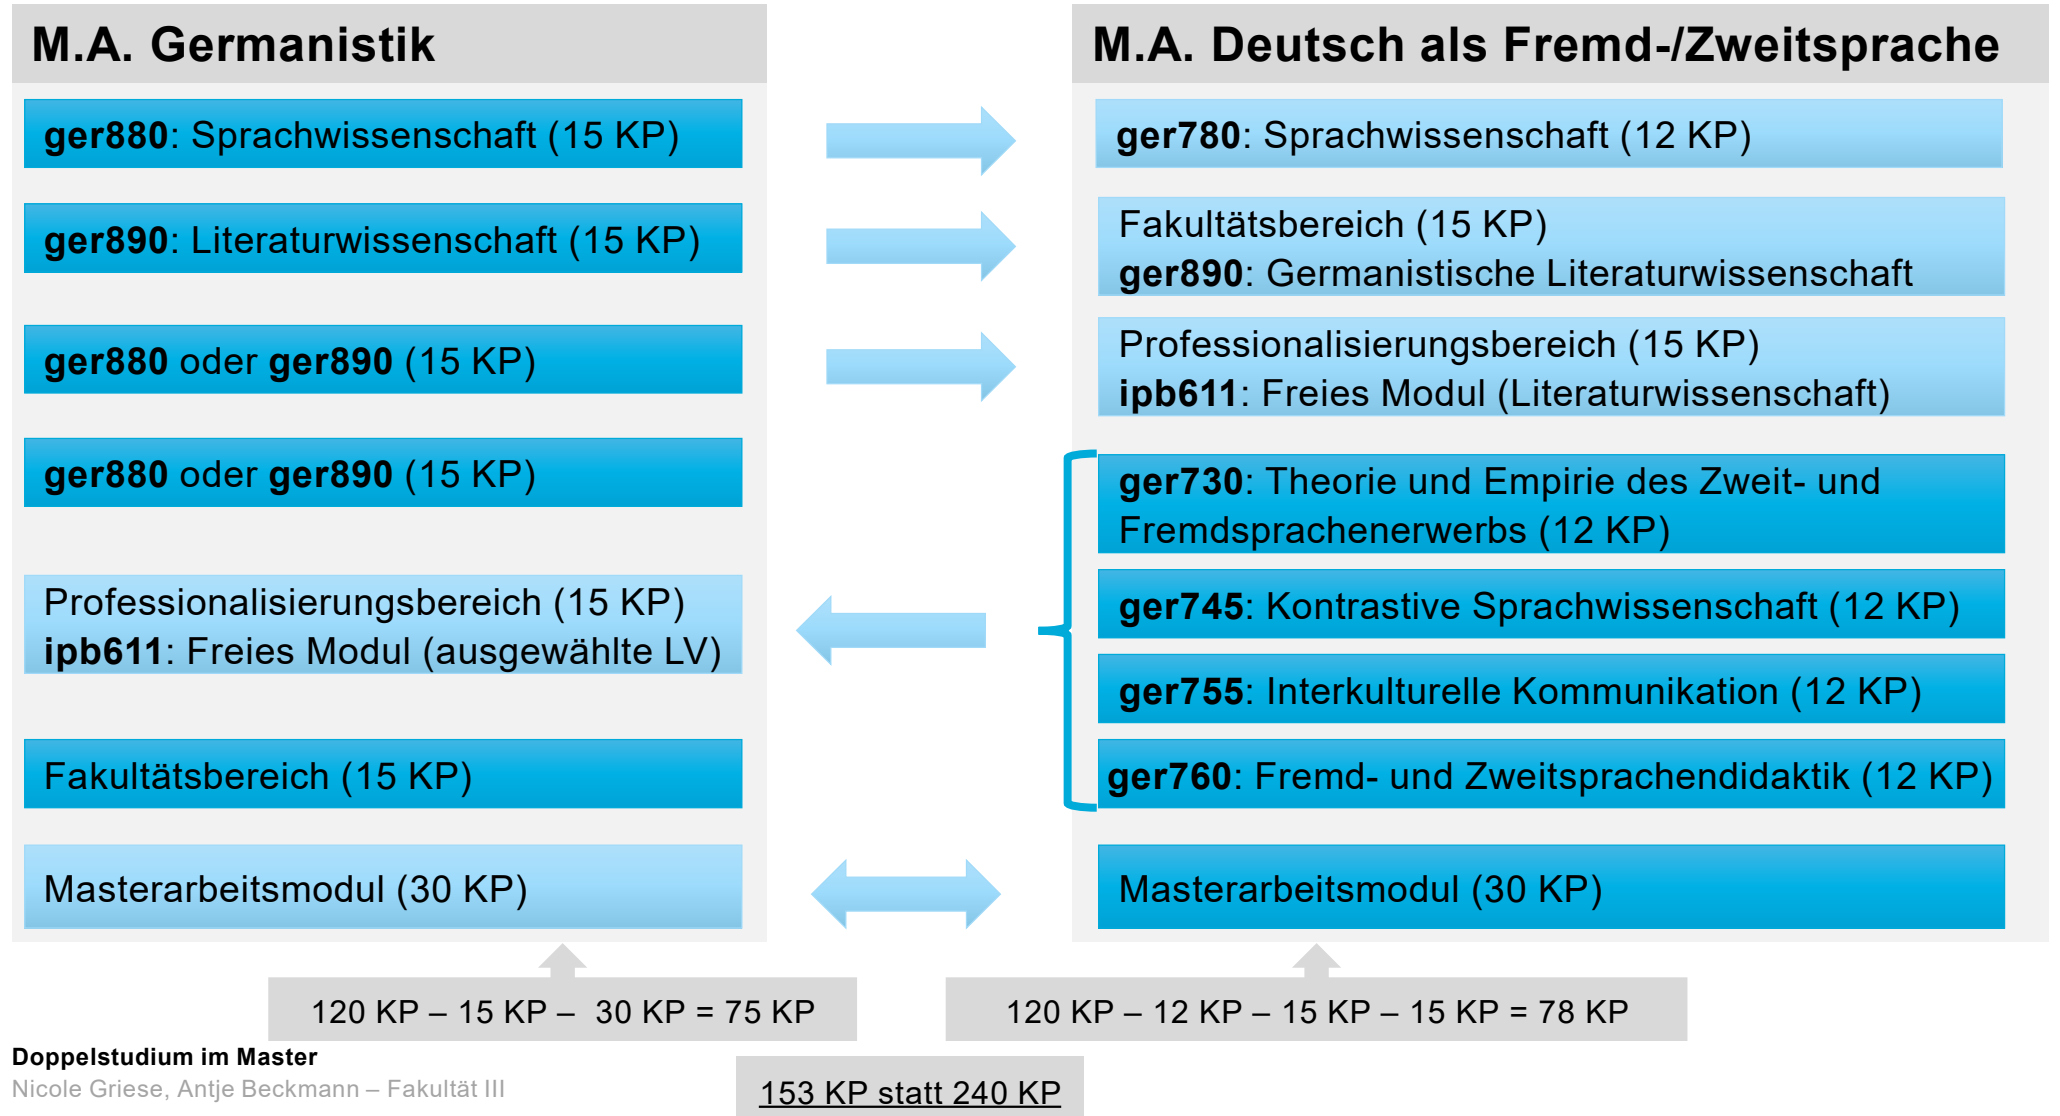 M.A. Germanistik
ger880: Sprachwissenschaft (15 KP)
ger890: Literaturwissenschaft (15 KP)
ger880 oder ger890 (15 KP)
ger880 oder ger890 (15 KP)
Professionalisierungsbereich (15 KP)
ipb611: Freies Modul (ausgewählte LV)
Fakultätsbereich (15 KP)
Masterarbeitsmodul (30 KP)
M.A. Deutsch als Fremd-/Zweitsprache
ger780: Sprachwissenschaft (12 KP)
Fakultätsbereich (15 KP)
ger890: Germanistische Literaturwissenschaft
Professionalisierungsbereich (15 KP)
ipb611: Freies Modul (Literaturwissenschaft)
ger730: Theorie und Empirie des Zweit- und
Fremdsprachenerwerbs (12 KP)
ger745: Kontrastive Sprachwissenschaft (12 KP)
ger755: Interkulturelle Kommunikation (12 KP)
ger760: Fremd- und Zweitsprachendidaktik (12 KP)
Masterarbeitsmodul (30 KP)
120 KP – 15 KP – 30 KP = 75 KP
120 KP – 12 KP – 15 KP – 15 KP = 78 KP
153 KP statt 240 KP
Doppelstudium im Master
Nicole Griese, Antje Beckmann – Fakultät III